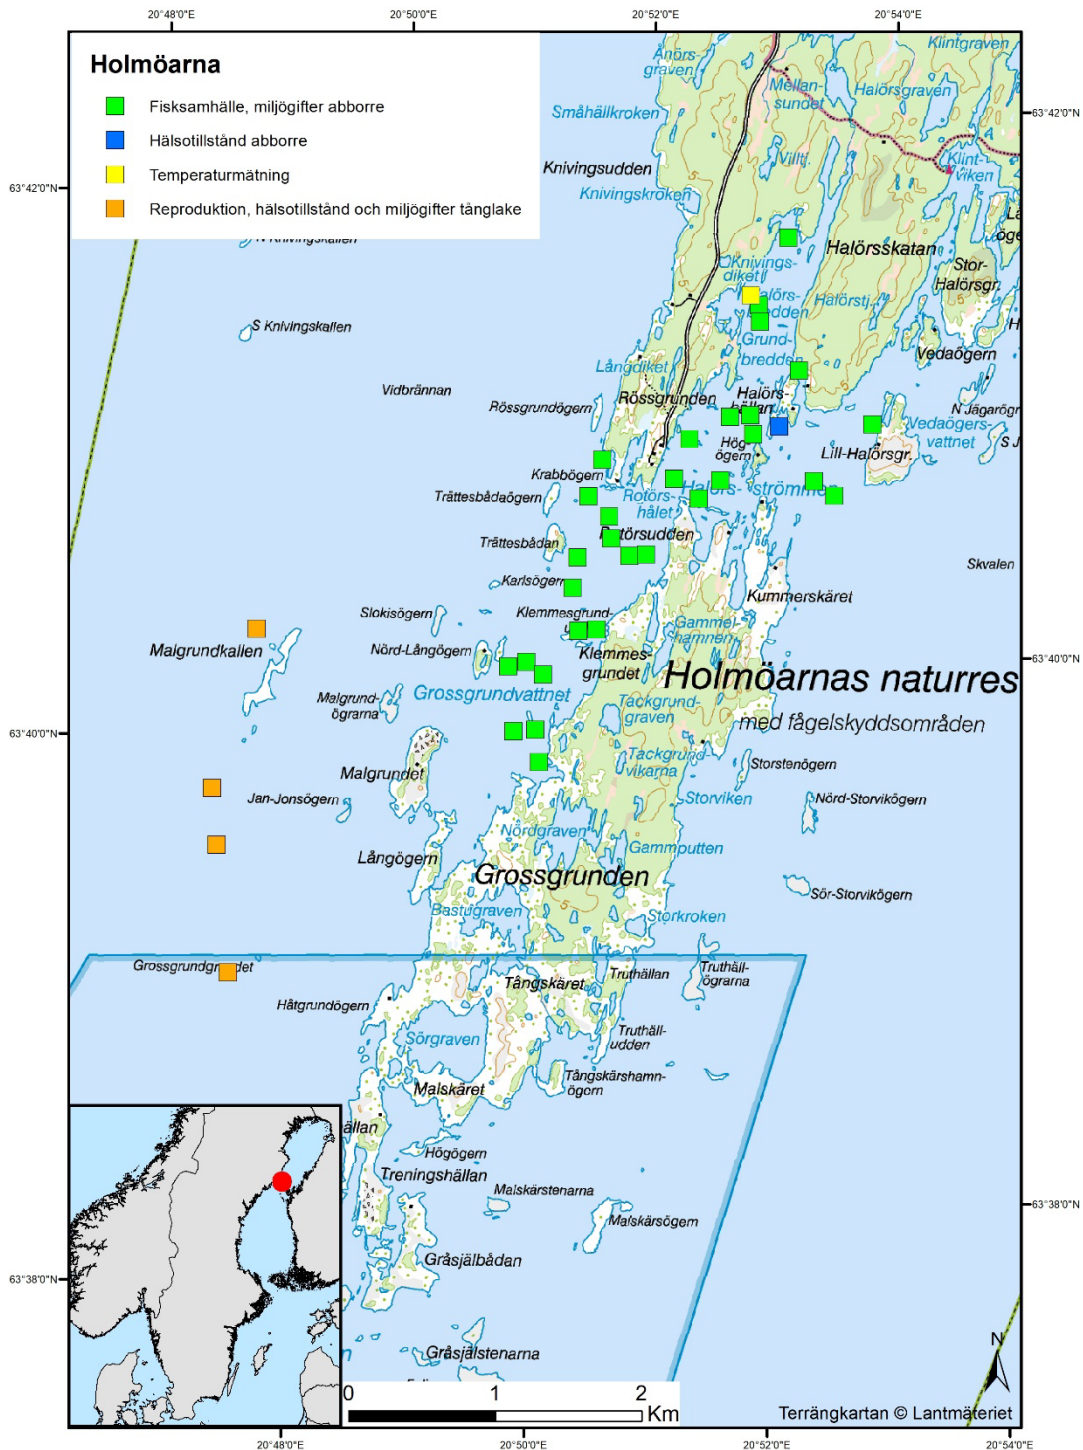 20°48'0"E
20°50'0"E
20°52'0"E
20°54'0"E
Holmöarna
Fisksamhälle, miljögifter abborre
Hälsotillstånd abborre
Temperaturmätning
Reproduktion, hälsotillstånd och miljögifter tånglake
63°42'0"N
63°42'0"N
Ånörs-
graven
Klintgraven
Mellan-
sundet
Halörsgraven
Småhällkroken
Knivingsudden
Villtj.
Klint-
viken
Knivingskroken
N Knivingskallen
Halörsskatan
Knivings-
diket
Stor-
Halörsgr.
Halörstj.
S Knivingskallen
Grund-
bredden
Vedaögern
Långdiket
Vidbrännan
Rössgrunden
Halörs-
Rössgrundögern
N Jägarögr
Vedaögers-
vattnet
S J
Hög-
ögern
Lill-Halörsgr.
Krabbögern
Trättesbådaögern
Rotörs-
hålet
Halörs-
strömmen
Trättesbådan
Rotörsudden
Skvalen
Karlsögern
Kummerskäret
Slokisögern
Klemmesgrund-
Gammel-
hamnen
Malgrundkallen
Nörd-Långögern
Klemmes-
grundet
63°40'0"N
Holmöarnas naturres
med fågelskyddsområden
Grossgrundvattnet
Malgrund-
ögrarna
Tackgrund-
graven
63°40'0"N
Tackgrund-
vikarna
Storstenögern
Malgrundet
Jan-Jonsögern
Storviken
Nörd-Storvikögern
Nördgraven
Gammputten
Långögern
Grossgrunden
Sör-Storvikögern
Bastugraven
Storkroken
5
Grossgrundgrundet
Truthällan
Truthäll-
ögrarna
Tångskäret
Håtgrundögern
Truthäll-
udden
Sörgraven
Tångskärshamn-
ögern
Malskäret
ällan
Högögern
Treningshällan
Malskärstenarna
Malskärsögern
63°38'0"N
Gråsjälbådan
63°38'0"N
Gråsjälstenarna
N
0
1
2
Km
Terrängkartan © Lantmäteriet
20°48'0"E
20°50'0"E
20°52'0"E
20°54'0"E